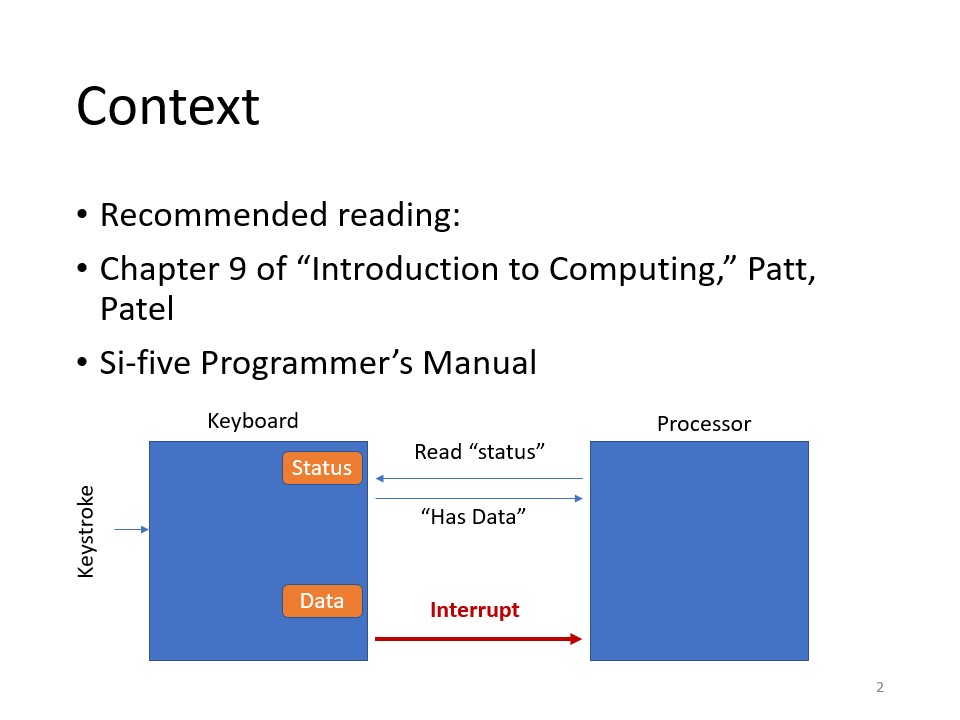 Context
• Recommended reading:
• Chapter 9 of “Introduction to Computing,” Patt,
Patel
• Si-five Programmer’s Manual
Keyboard
Processor
Status
Read “status”
“Has Data”
Keystroke
Data
Interrupt
2